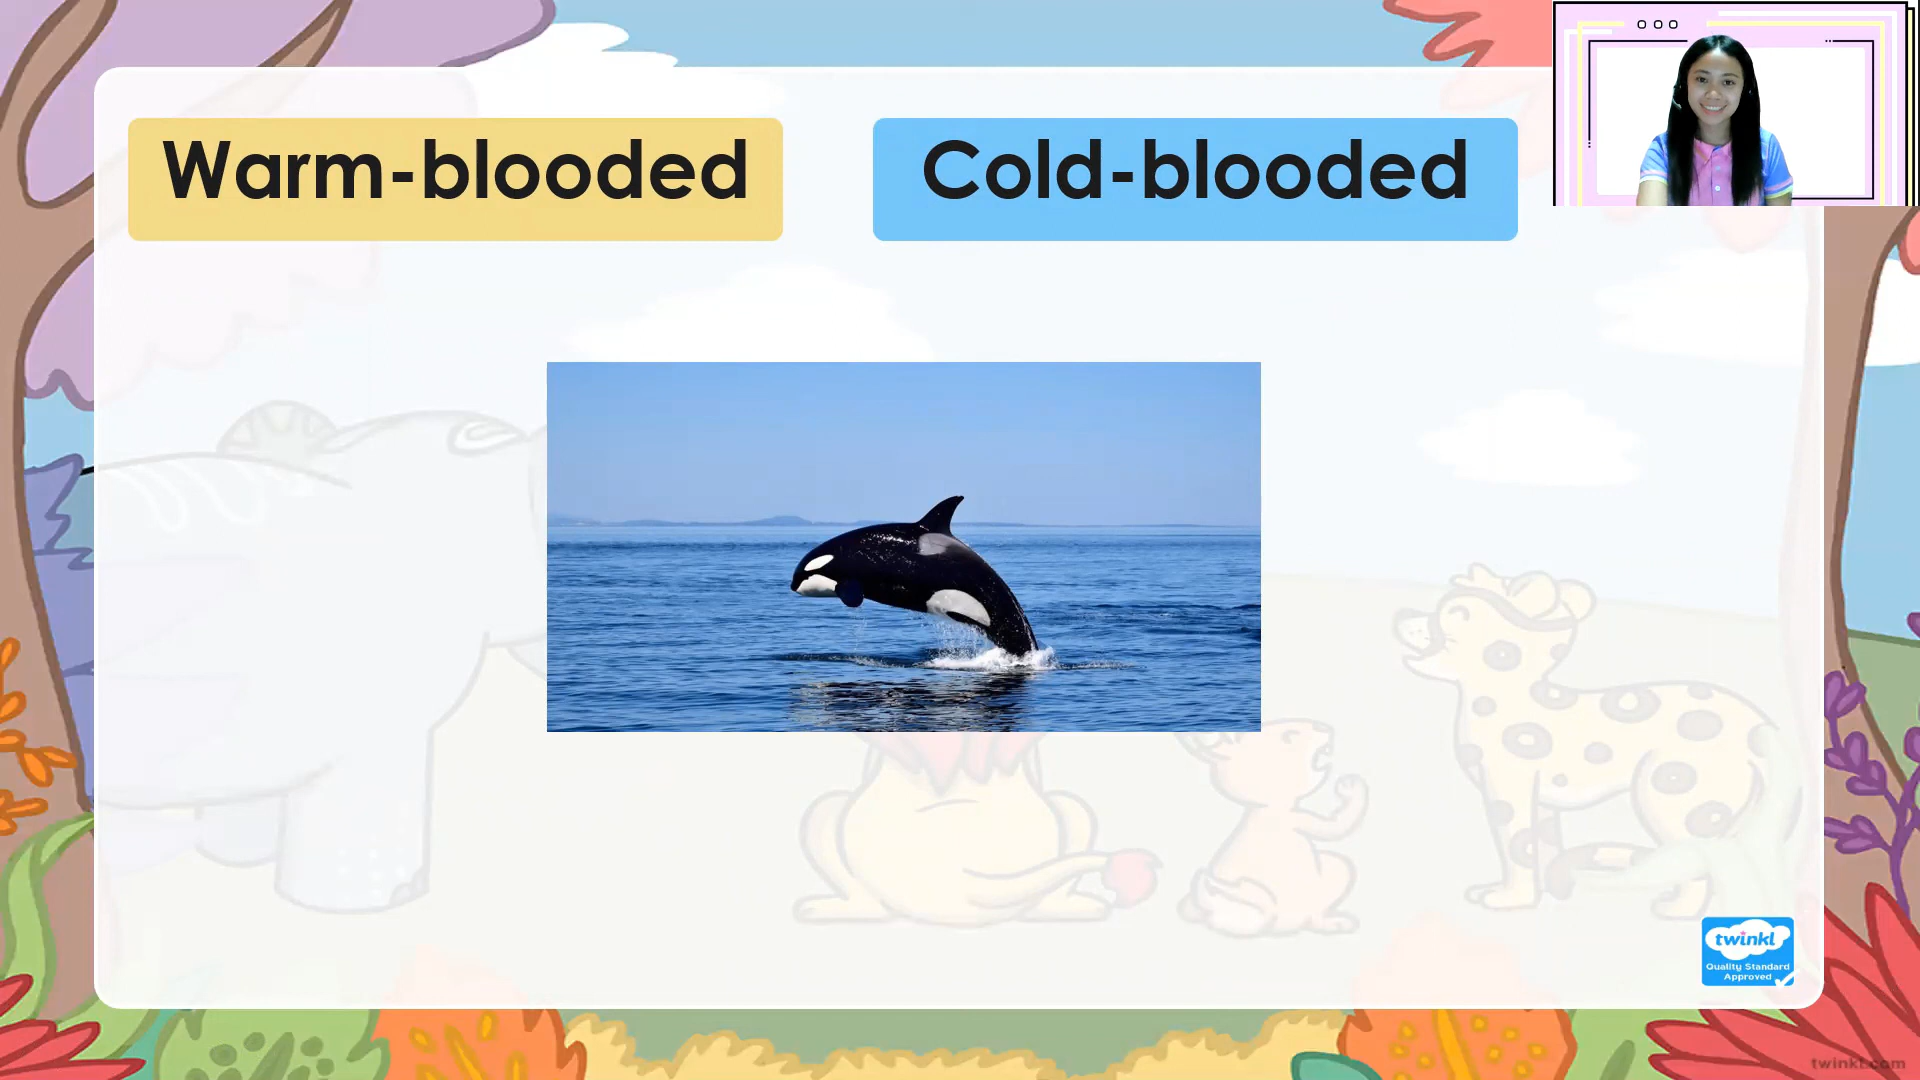 Warm-blooded
Cold-blooded
twinkl
Quality Standard
Approved
twinkl.com